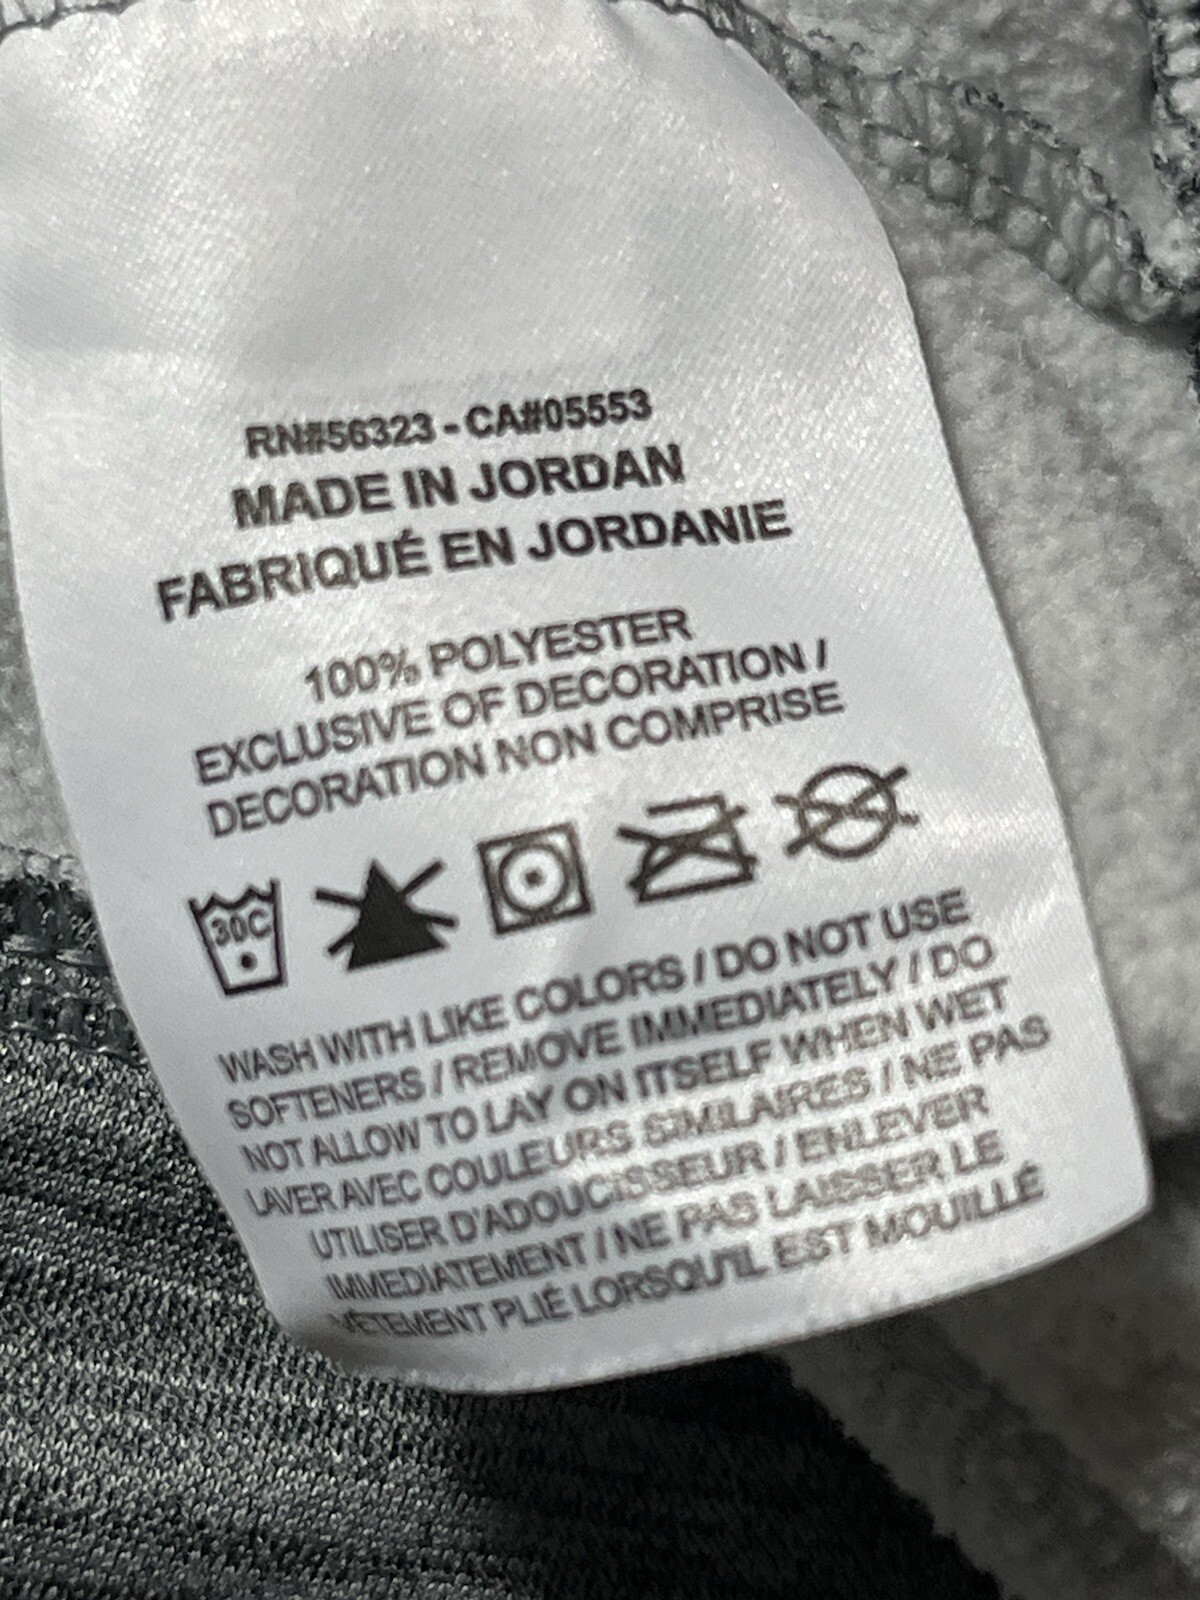 RN#56323 - CA#05553
MADE IN JORDAN
FABRIQUÉ EN JORDANIE
100% POLYESTER
EXCLUSIVE OF DECORATION /
DECORATION NON COMPRISE
30C
WASH WITH LIKE COLORS / DO NOT USE
SOFTENERS / REMOVE IMMEDIATELY / DO
NOT ALLOW TO LAY ON ITSELF WHEN WET
LAVER AVEC COULEURS SIMILAIRES / NE PAS
UTILISER D'ADOUCISSEUR / ENLEVER
IMMEDIATEMENT / NE PAS LAISSER LE
VÊTEMENT PLIÉ LORSQU'IL EST MOUILLÉ